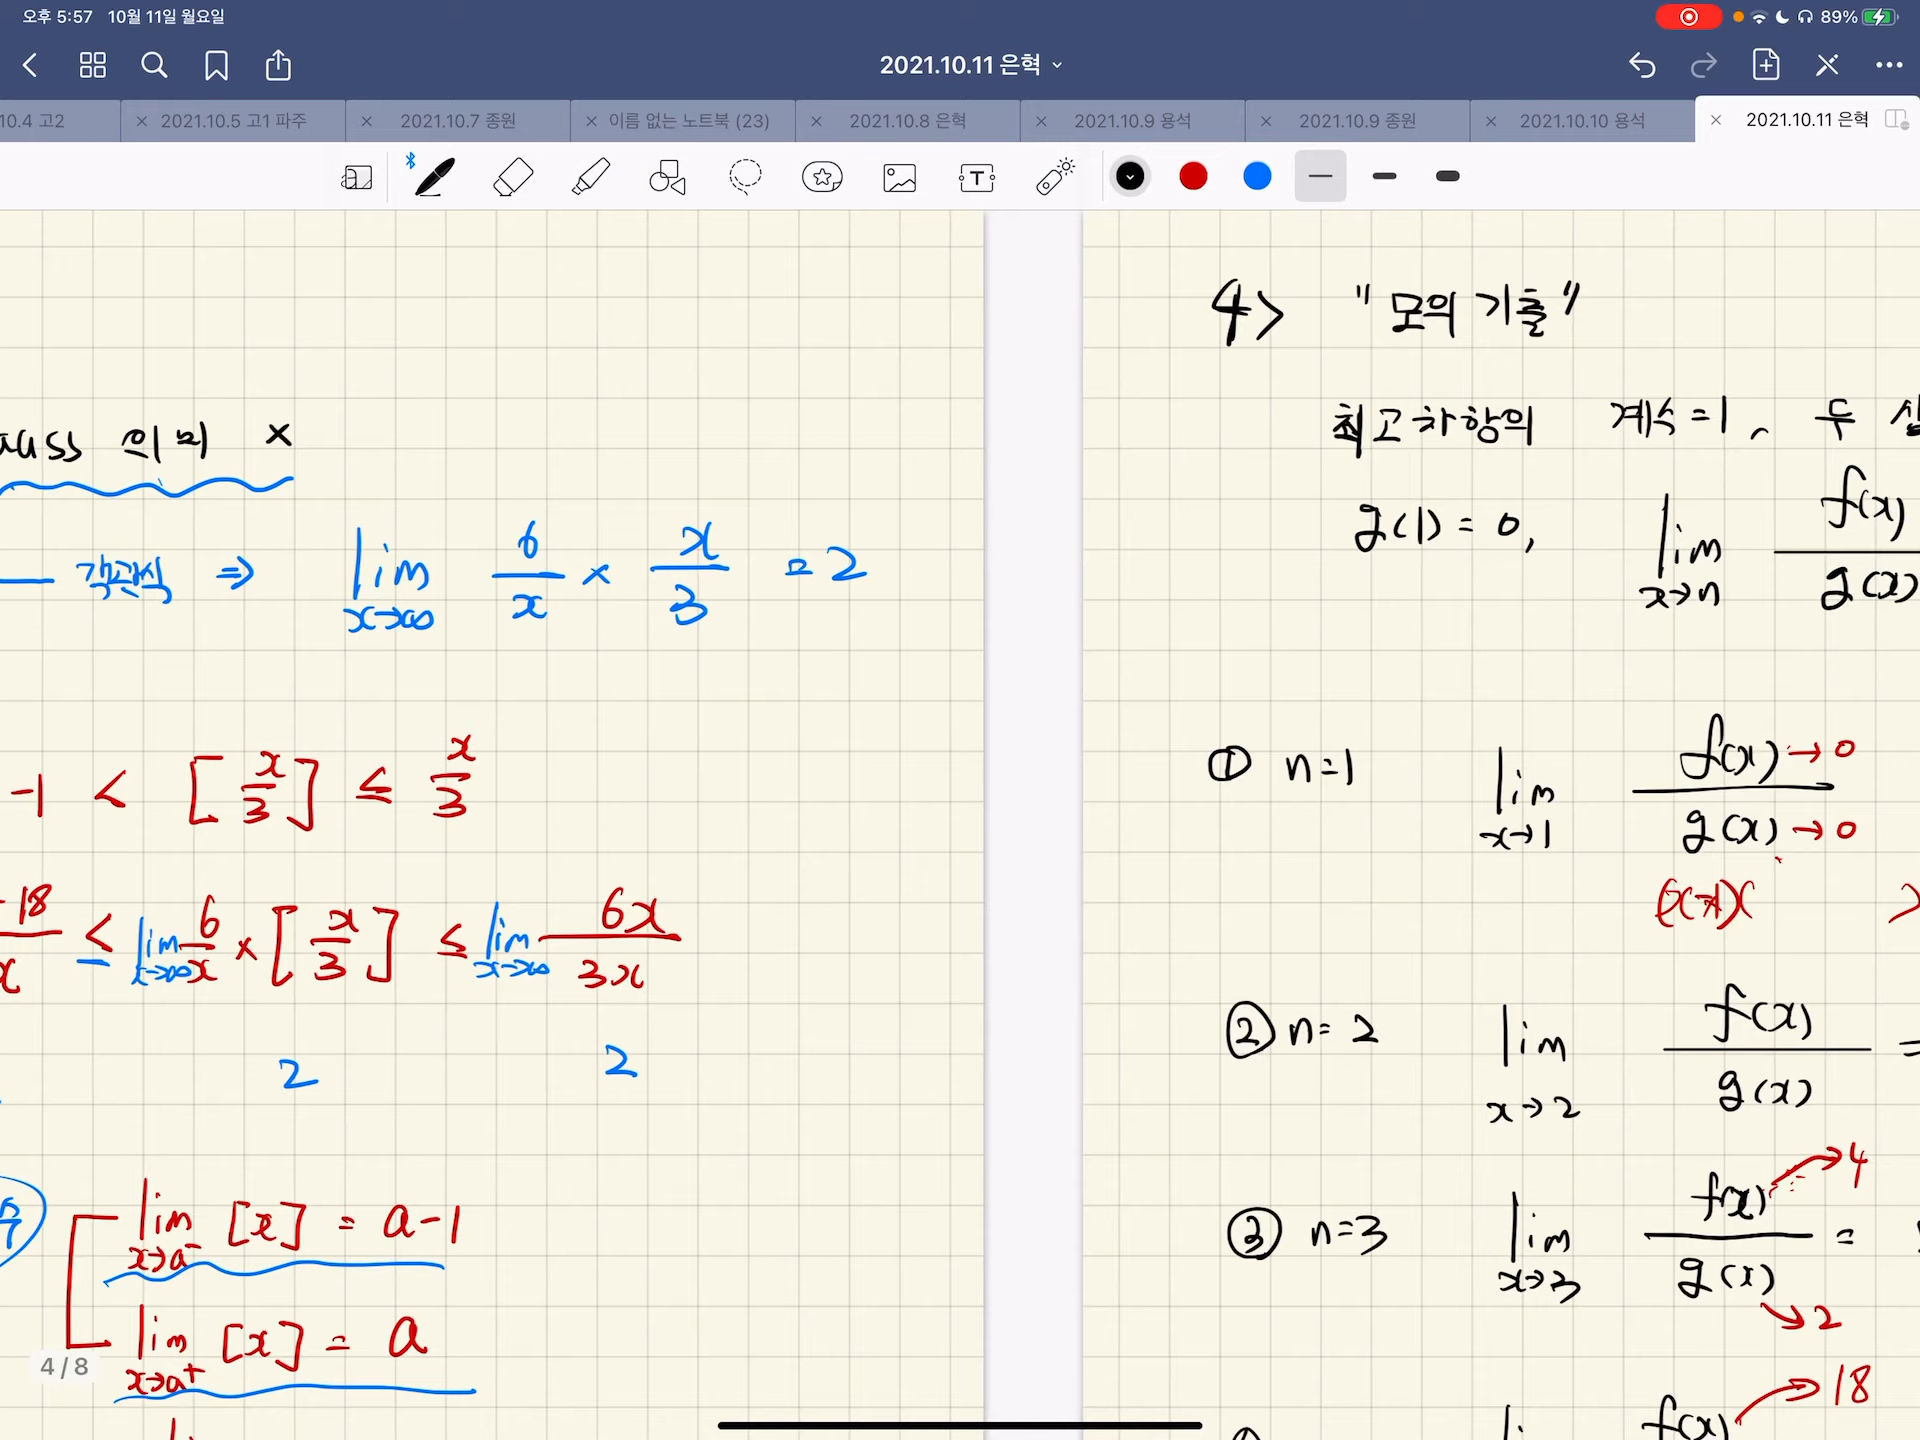 오후 5:57 10월 11일 월요일 89%
2021.10.11 은혁
10.4 고2 × 2021.10.5 고1 파주 × 2021.10.7 종원 × 이름 없는 노트북 (23) × 2021.10.8 은혁 × 2021.10.9 용석 × 2021.10.9 종원 × 2021.10.10 용석 × 2021.10.11 은혁
auss 의미 ×
객관식 ⇒ lim x→∞ 6/x × x/3 = 2
-1 < [x/3] ≤ x/3
-18/x ≤ lim x→∞ 6/x × [x/3] ≤ lim x→∞ 6x/3x
2 2
lim x→a- [x] = a-1
lim x→a+ [x] = a
4 / 8
4> "모의 기출"
최고차항의 계수=1, 두
g(1) = 0, lim x→n f(x)/g(x)
① n=1 lim x→1 f(x)→0/g(x)→0
② n=2 lim x→2 f(x)/g(x) =
③ n=3 lim x→3 f(x)/g(x) =
4
2
f(x) 18